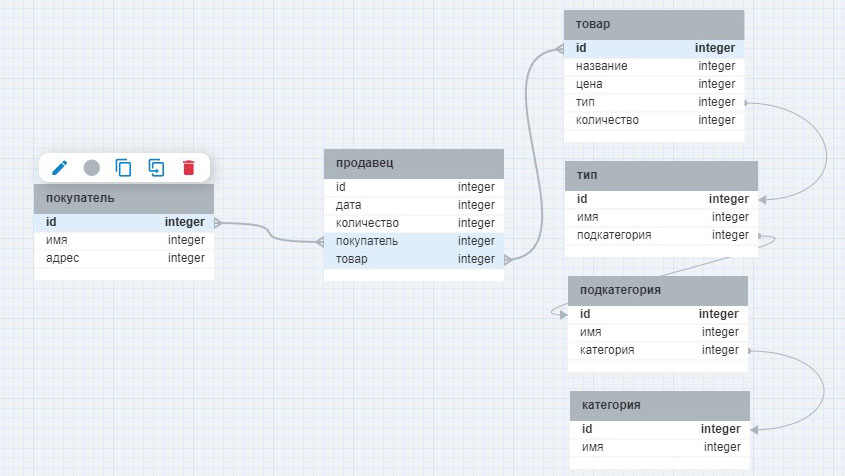 покупатель
id integer
имя integer
адрес integer
продавец
id integer
дата integer
количество integer
покупатель integer
товар integer
товар
id integer
название integer
цена integer
тип integer
количество integer
тип
id integer
имя integer
подкатегория integer
подкатегория
id integer
имя integer
категория integer
категория
id integer
имя integer